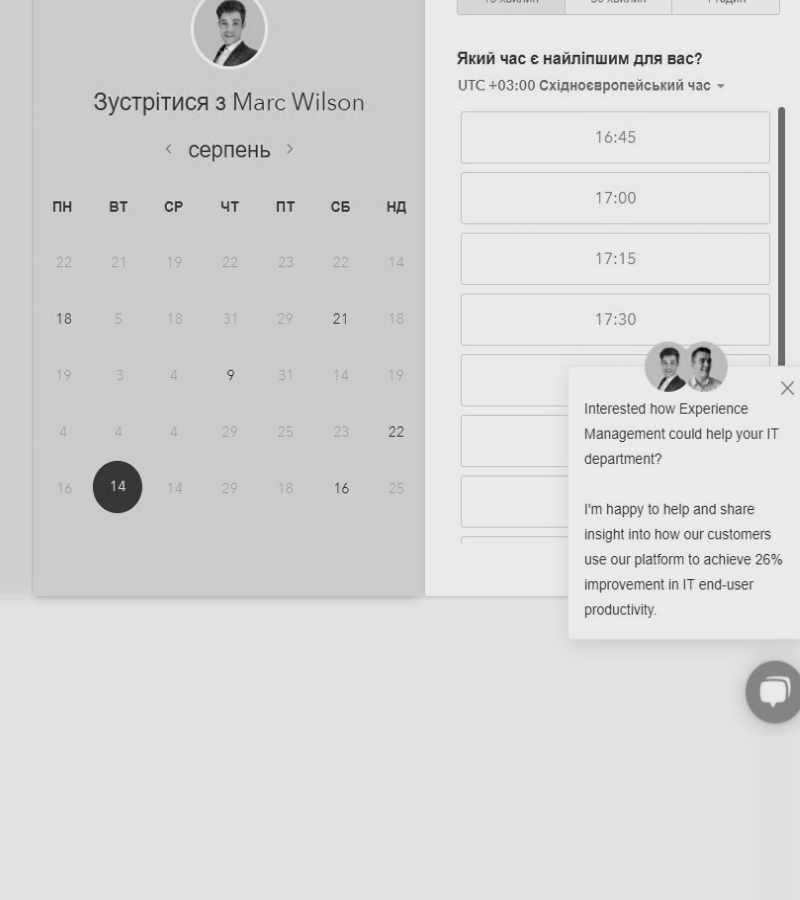 Зустрітися з Marc Wilson
серпень
ПН ВТ СР ЧТ ПТ СБ НД
22 21 19 22 23 22 14
18 5 18 31 29 21 18
19 3 4 9 31 14 19
4 4 4 29 25 23 22
16 14 14 29 18 16 25
Який час є найліпшим для вас?
UTC +03:00 Східноєвропейський час
16:45
17:00
17:15
17:30
Interested how Experience
Management could help your IT
department?
I'm happy to help and share
insight into how our customers
use our platform to achieve 26%
improvement in IT end-user
productivity.